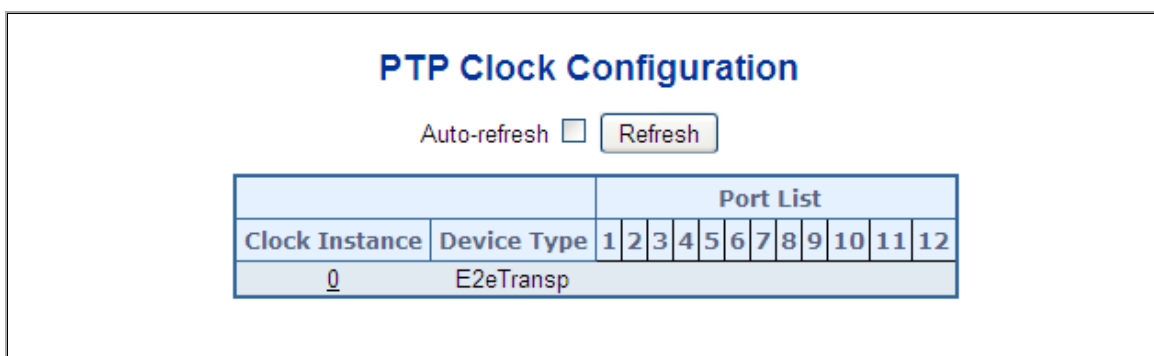 PTP Clock Configuration
Auto-refresh Refresh
Port List
Clock Instance Device Type 1 2 3 4 5 6 7 8 9 10 11 12
0 E2eTransp